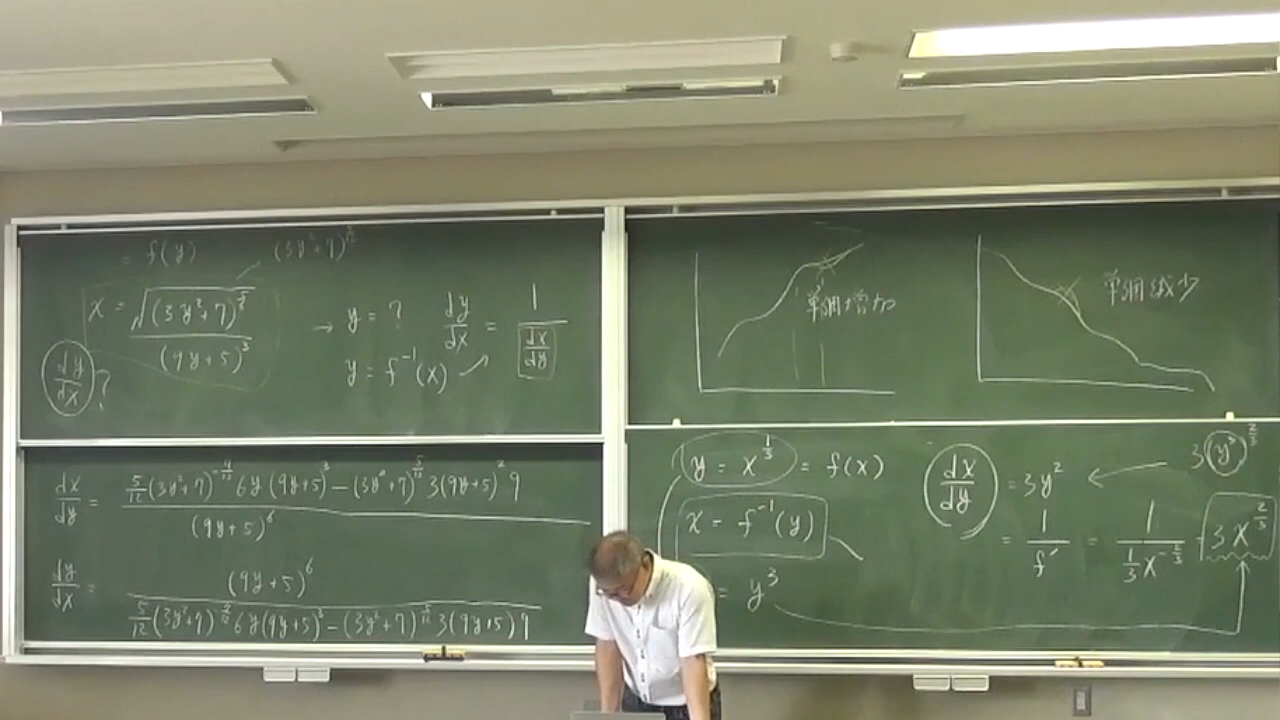 = f(y) (3y²+7)^{5/12}
x = √(3y²+7)^{5/6} / (9y+5)³ → y = ? dy/dx = 1 / (dx/dy)
dy/dx ? y = f⁻¹(x)
単調増加
単調減少
dx/dy = 5/12 (3y²+7)^{-7/12} 6y (9y+5)³ − (3y²+7)^{5/12} 3(9y+5)² 9 / (9y+5)⁶
dy/dx = (9y+5)⁶ / 5/12 (3y²+7)^{-7/12} 6y(9y+5)³ − (3y²+7)^{5/12} 3(9y+5) 9
y = x^{1/3} = f(x)
x = f⁻¹(y)
= y³
dx/dy = 3y² ← 3(y³)^{2/3}
= 1/f′ = 1 / (1/3 x^{-2/3}) = 3x^{2/3}